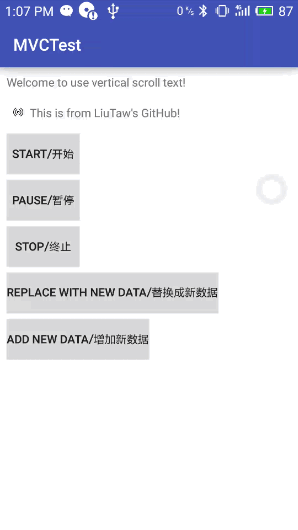 1:07 PM 0 % 87
MVCTest
Welcome to use vertical scroll text!
This is from LiuTaw's GitHub!
START/开始
PAUSE/暂停
STOP/终止
REPLACE WITH NEW DATA/替换成新数据
ADD NEW DATA/增加新数据